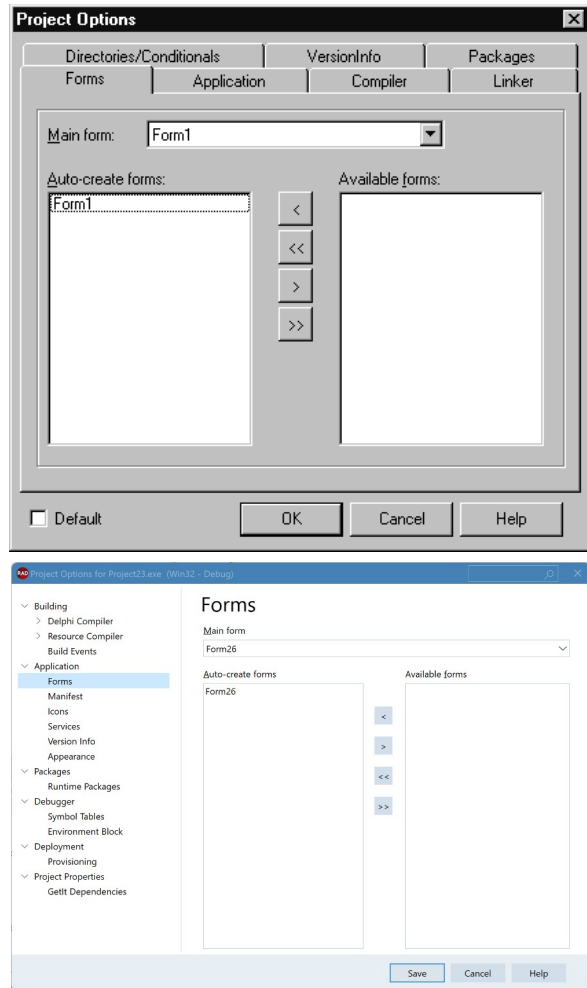 Project Options
Directories/Conditionals VersionInfo Packages
Forms Application Compiler Linker
Main form: Form1
Auto-create forms: Available forms:
Form1
<
<<
>
>>
Default OK Cancel Help
RAD Project Options for Project23.exe (Win32 - Debug)
Building
Delphi Compiler
Resource Compiler
Build Events
Application
Forms
Manifest
Icons
Services
Version Info
Appearance
Packages
Runtime Packages
Debugger
Symbol Tables
Environment Block
Deployment
Provisioning
Project Properties
GetIt Dependencies
Forms
Main form
Form26
Auto-create forms Available forms
Form26
<
>
<<
>>
Save Cancel Help